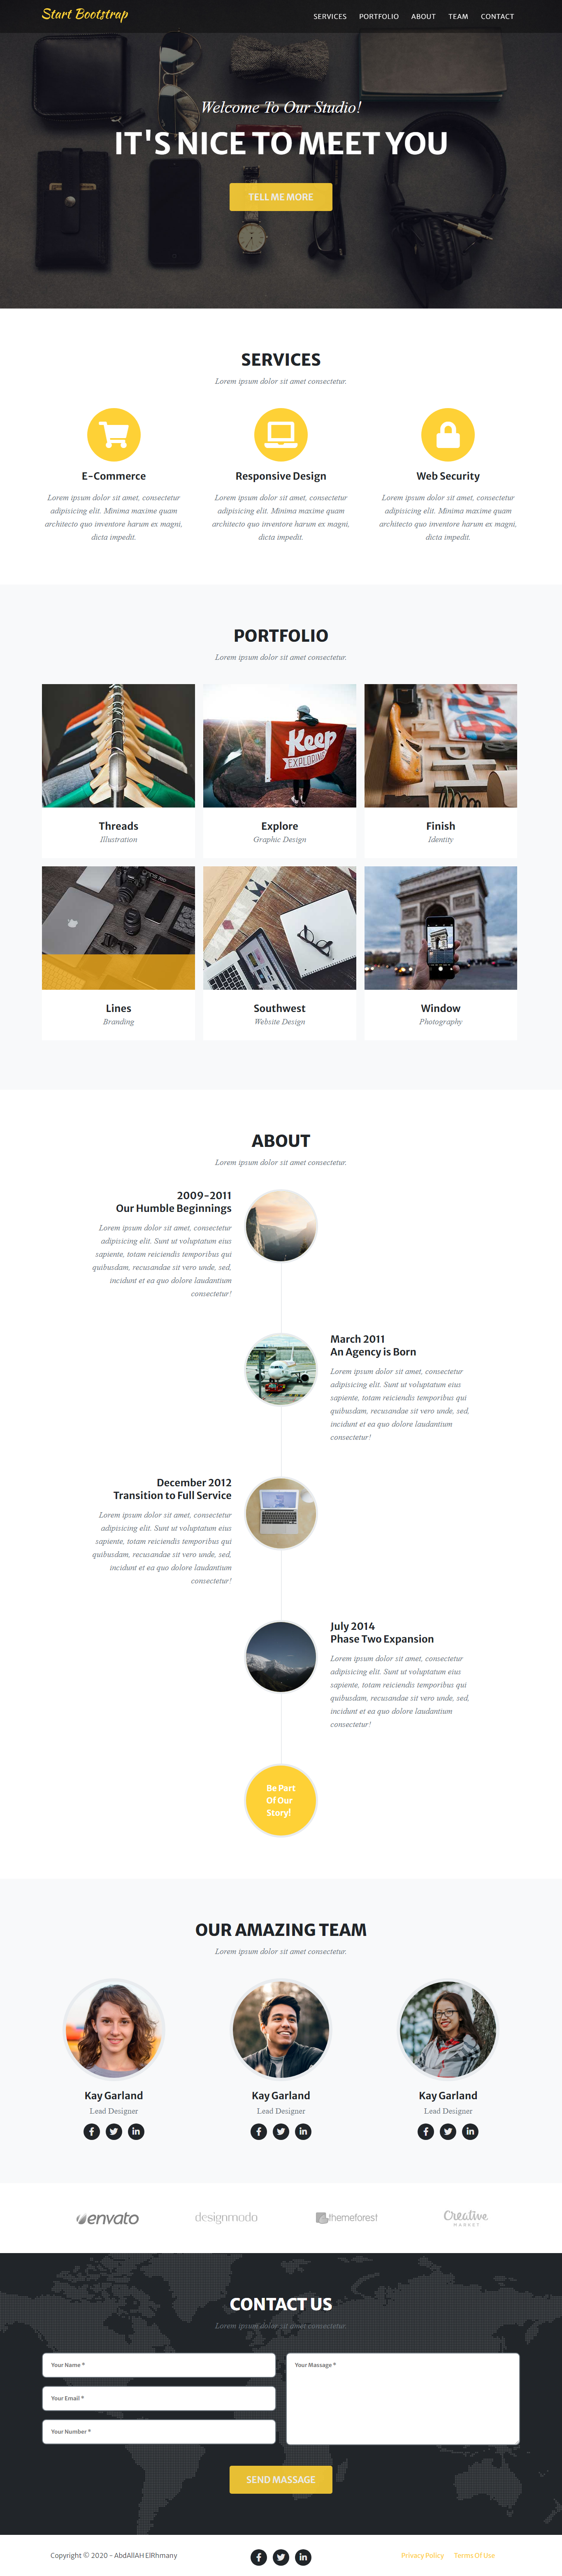 Start Bootstrap
SERVICES PORTFOLIO ABOUT TEAM CONTACT
Welcome To Our Studio!
IT'S NICE TO MEET YOU
TELL ME MORE
SERVICES
Lorem ipsum dolor sit amet consectetur.
E-Commerce
Lorem ipsum dolor sit amet, consectetur
adipisicing elit. Minima maxime quam
architecto quo inventore harum ex magni,
dicta impedit.
Responsive Design
Lorem ipsum dolor sit amet, consectetur
adipisicing elit. Minima maxime quam
architecto quo inventore harum ex magni,
dicta impedit.
Web Security
Lorem ipsum dolor sit amet, consectetur
adipisicing elit. Minima maxime quam
architecto quo inventore harum ex magni,
dicta impedit.
PORTFOLIO
Lorem ipsum dolor sit amet consectetur.
Threads
Illustration
Keep
EXPLORING
Explore
Graphic Design
Finish
Identity
Lines
Branding
Southwest
Website Design
Window
Photography
ABOUT
Lorem ipsum dolor sit amet consectetur.
2009-2011
Our Humble Beginnings
Lorem ipsum dolor sit amet, consectetur
adipisicing elit. Sunt ut voluptatum eius
sapiente, totam reiciendis temporibus qui
quibusdam, recusandae sit vero unde, sed,
incidunt et ea quo dolore laudantium
consectetur!
March 2011
An Agency is Born
Lorem ipsum dolor sit amet, consectetur
adipisicing elit. Sunt ut voluptatum eius
sapiente, totam reiciendis temporibus qui
quibusdam, recusandae sit vero unde, sed,
incidunt et ea quo dolore laudantium
consectetur!
December 2012
Transition to Full Service
Lorem ipsum dolor sit amet, consectetur
adipisicing elit. Sunt ut voluptatum eius
sapiente, totam reiciendis temporibus qui
quibusdam, recusandae sit vero unde, sed,
incidunt et ea quo dolore laudantium
consectetur!
July 2014
Phase Two Expansion
Lorem ipsum dolor sit amet, consectetur
adipisicing elit. Sunt ut voluptatum eius
sapiente, totam reiciendis temporibus qui
quibusdam, recusandae sit vero unde, sed,
incidunt et ea quo dolore laudantium
consectetur!
Be Part
Of Our
Story!
OUR AMAZING TEAM
Lorem ipsum dolor sit amet consectetur.
Kay Garland
Lead Designer
Kay Garland
Lead Designer
Kay Garland
Lead Designer
envato
designmodo
themeforest
Creative
MARKET
CONTACT US
Lorem ipsum dolor sit amet consectetur.
Your Name *
Your Email *
Your Number *
Your Massage *
SEND MASSAGE
Copyright © 2020 - AbdAllAH ElRhmany
Privacy Policy Terms Of Use